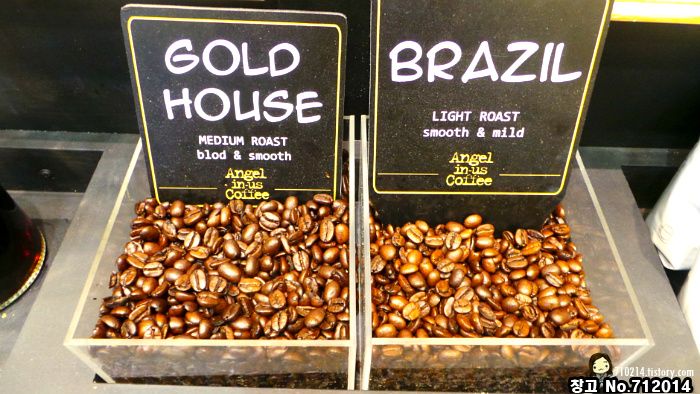 GOLD
HOUSE
MEDIUM ROAST
blod & smooth
Angel
in-us
Coffee
BRAZIL
LIGHT ROAST
smooth & mild
Angel
in-us
Coffee
©10214.tistory.com
장고 No.712014